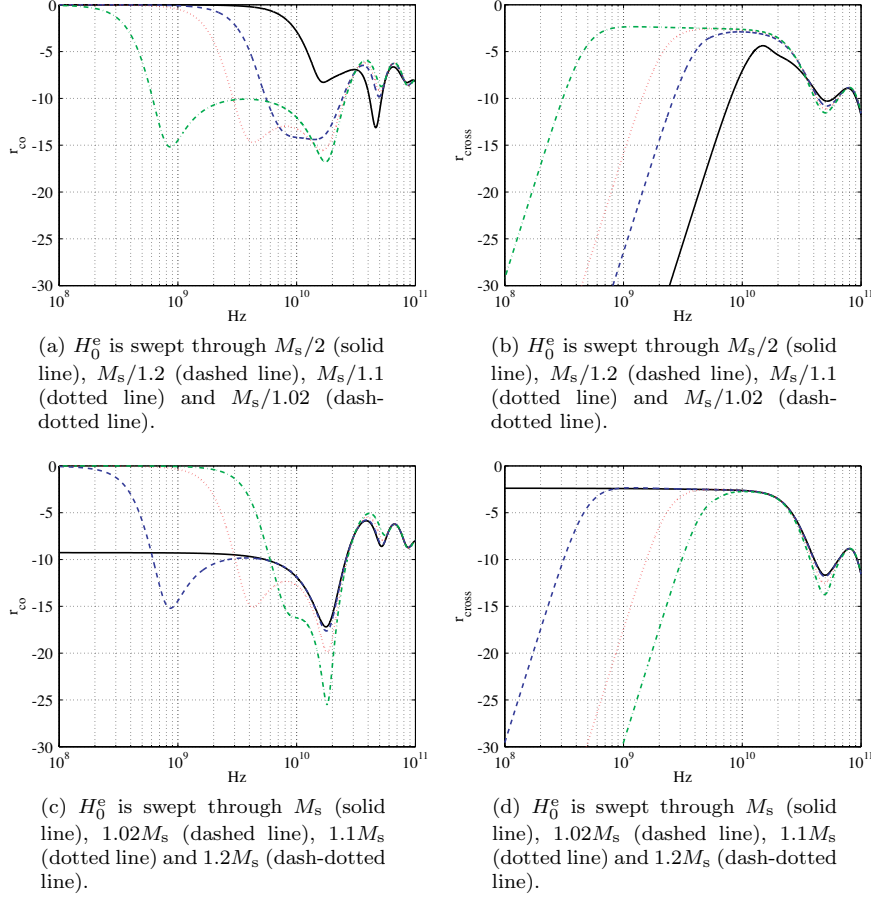 0
-5
-10
-15
-20
-25
-30
r_co
10^8
10^9
10^10
10^11
Hz
0
-5
-10
-15
-20
-25
-30
r_cross
10^8
10^9
10^10
10^11
Hz
(a) H_0^e is swept through M_s/2 (solid
line), M_s/1.2 (dashed line), M_s/1.1
(dotted line) and M_s/1.02 (dash-
dotted line).
(b) H_0^e is swept through M_s/2 (solid
line), M_s/1.2 (dashed line), M_s/1.1
(dotted line) and M_s/1.02 (dash-
dotted line).
0
-5
-10
-15
-20
-25
-30
r_co
10^8
10^9
10^10
10^11
Hz
0
-5
-10
-15
-20
-25
-30
r_cross
10^8
10^9
10^10
10^11
Hz
(c) H_0^e is swept through M_s (solid
line), 1.02M_s (dashed line), 1.1M_s
(dotted line) and 1.2M_s (dash-dotted
line).
(d) H_0^e is swept through M_s (solid
line), 1.02M_s (dashed line), 1.1M_s
(dotted line) and 1.2M_s (dash-dotted
line).